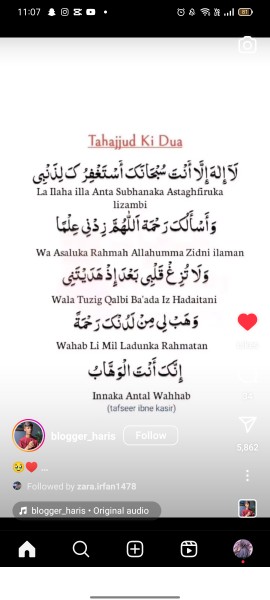 11:07
Tahajjud Ki Dua
لَآ إِلٰهَ إِلَّا أَنْتَ سُبْحَانَكَ أَسْتَغْفِرُكَ لِذَنْبِي
La Ilaha illa Anta Subhanaka Astaghfiruka
lizambi
وَأَسْأَلُكَ رَحْمَةً اَللّٰهُمَّ زِدْنِي عِلْمًا
Wa Asaluka Rahmah Allahumma Zidni ilaman
وَلَا تُزِغْ قَلْبِي بَعْدَ إِذْ هَدَيْتَنِي
Wala Tuzig Qalbi Ba'ada Iz Hadaitani
وَهَبْ لِي مِنْ لَدُنْكَ رَحْمَةً
Wahab Li Mil Ladunka Rahmatan
إِنَّكَ أَنْتَ الْوَهَّابُ
Innaka Antal Wahhab
(tafseer ibne kasir)
blogger_haris
Follow
5,862
...
Followed by zara.irfan1478
blogger_haris • Original audio